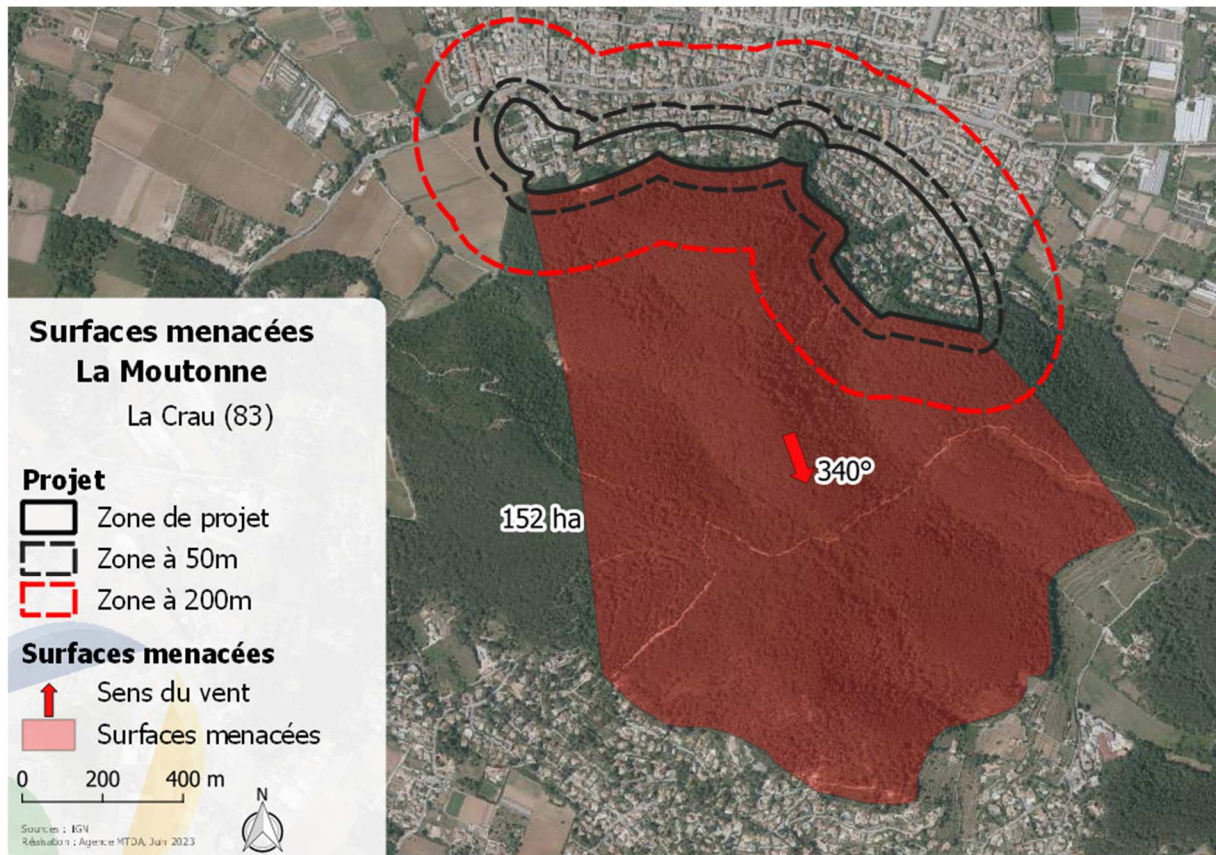 Surfaces menacées
La Moutonne
La Crau (83)
Projet
Zone de projet
Zone à 50m
Zone à 200m
Surfaces menacées
Sens du vent
Surfaces menacées
0 200 400 m
N
Sources : IGN
Réalisation : Agence MTDA, Juin 2023
340°
152 ha